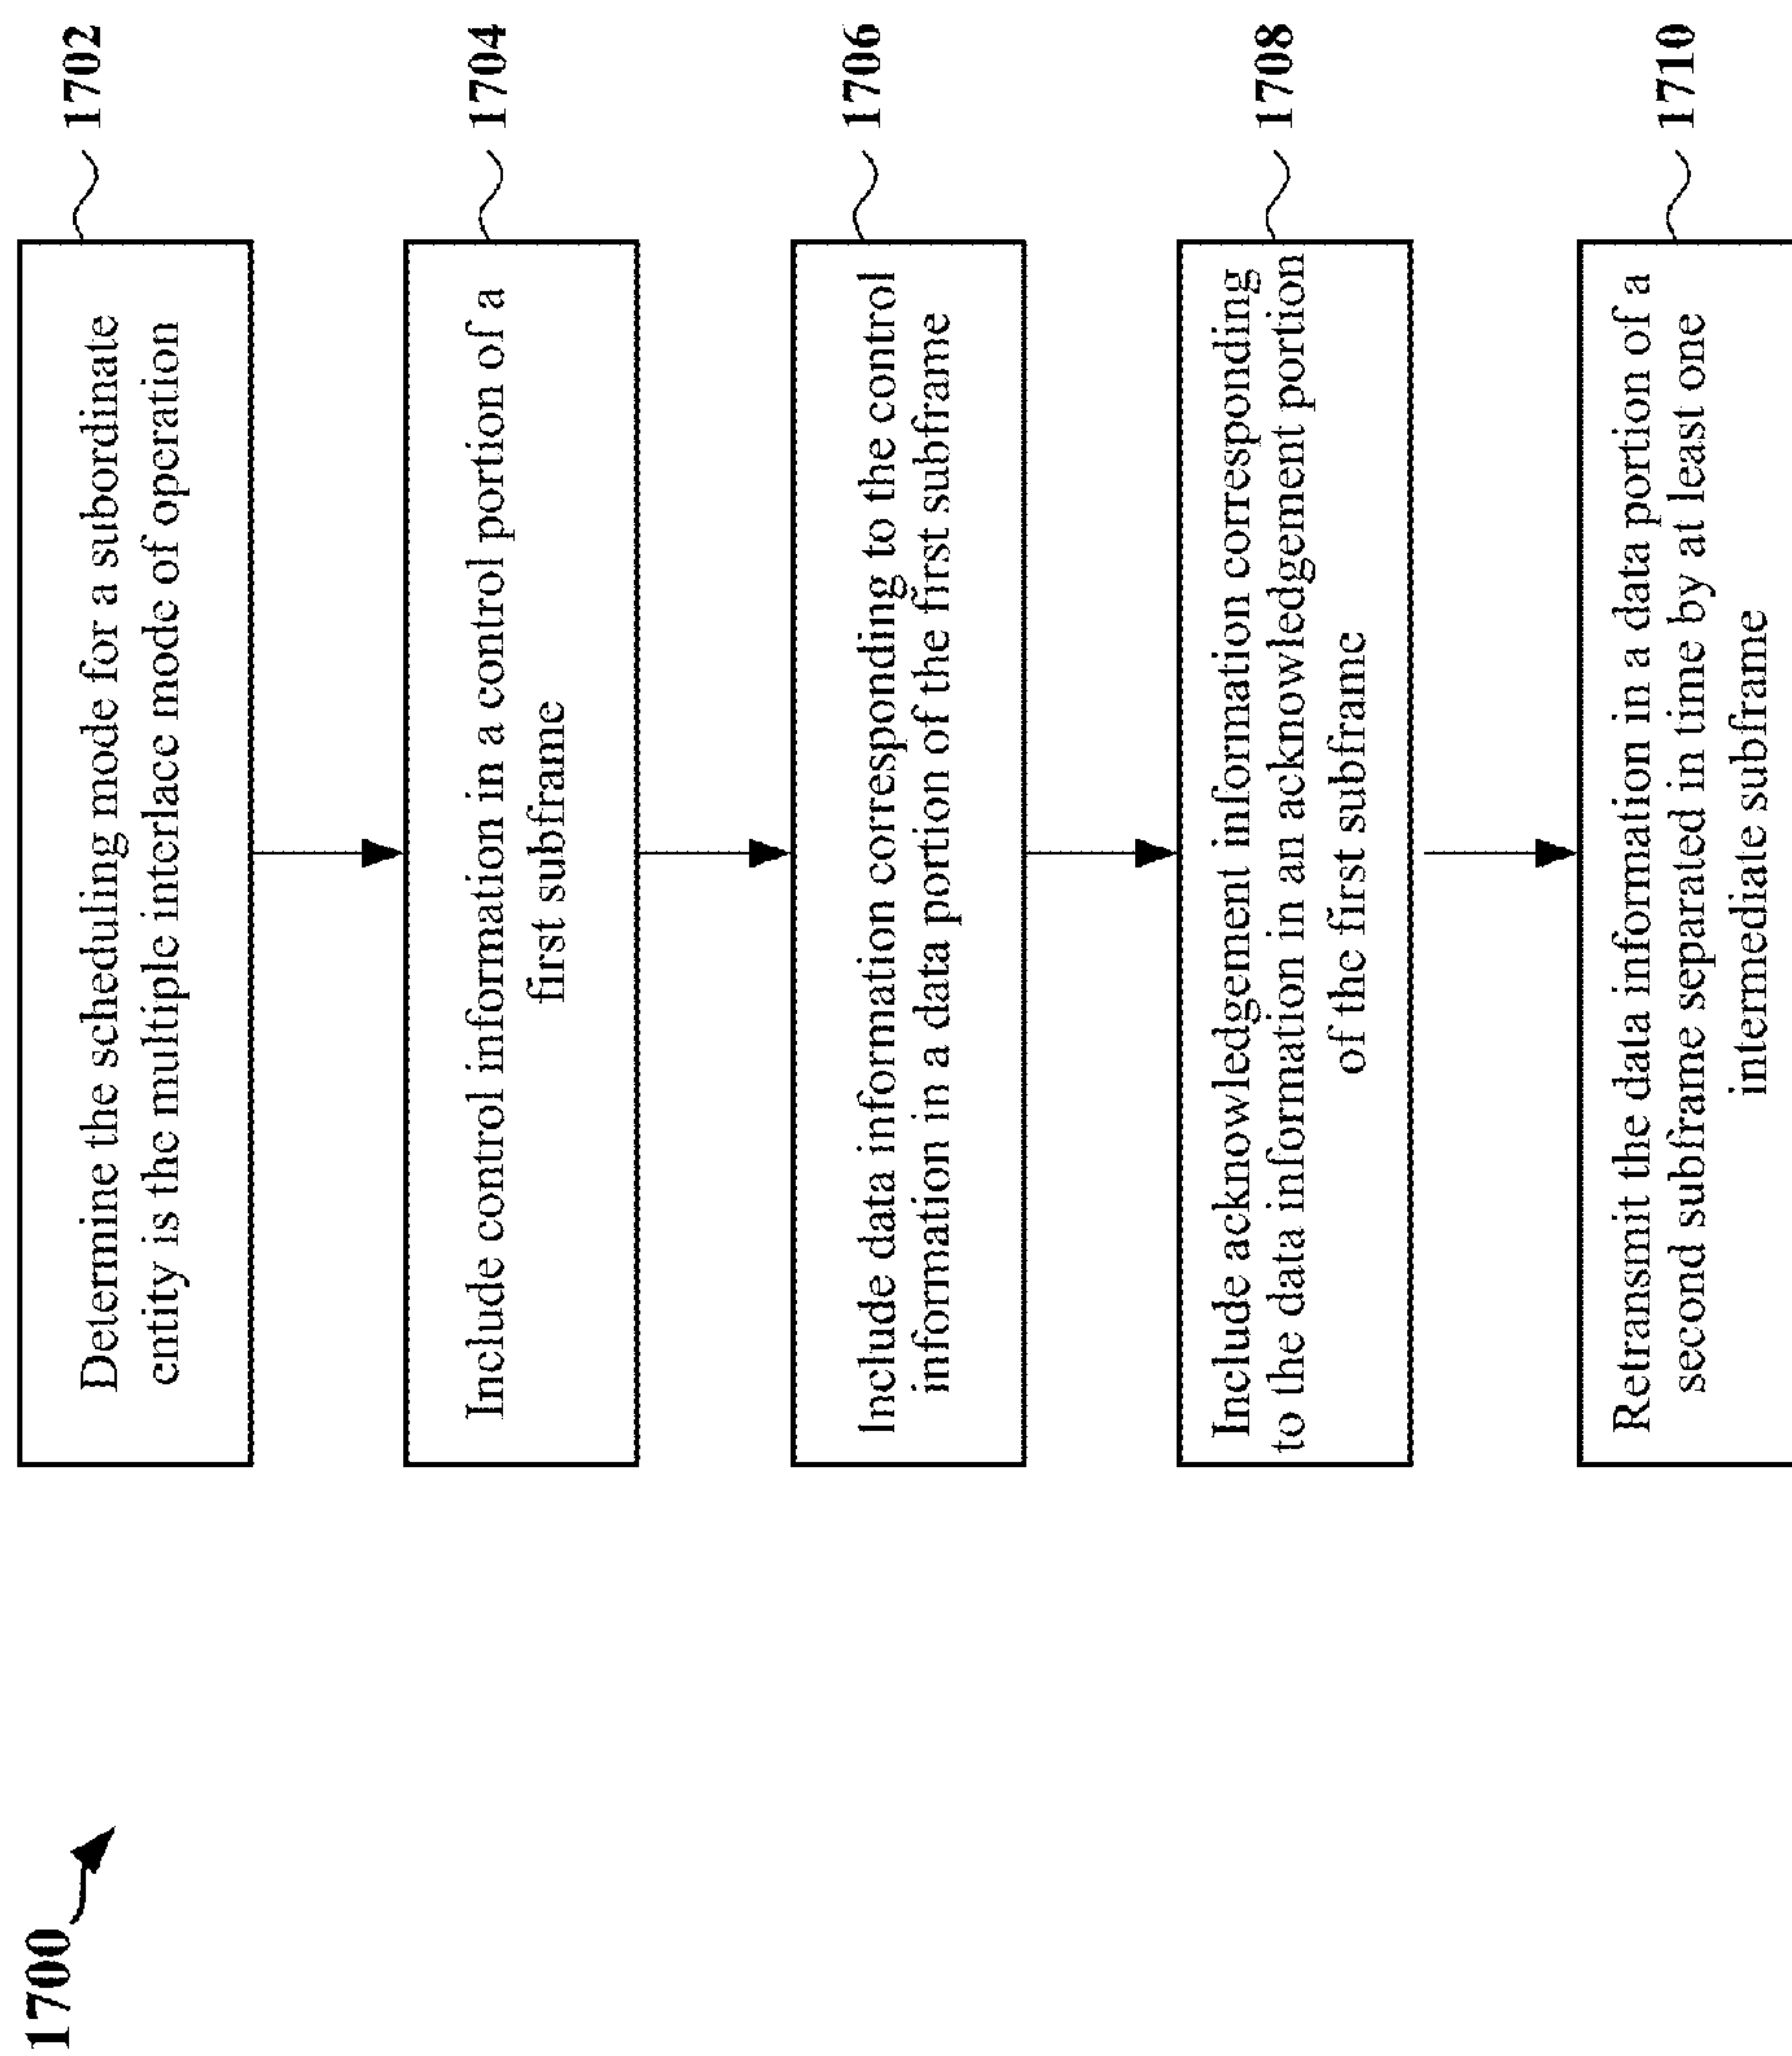 1700
Determine the scheduling mode for a subordinate
entity is the multiple interlace mode of operation
1702
Include control information in a control portion of a
first subframe
1704
Include data information corresponding to the control
information in a data portion of the first subframe
1706
Include acknowledgement information corresponding
to the data information in an acknowledgement portion
of the first subframe
1708
Retransmit the data information in a data portion of a
second subframe separated in time by at least one
intermediate subframe
1710